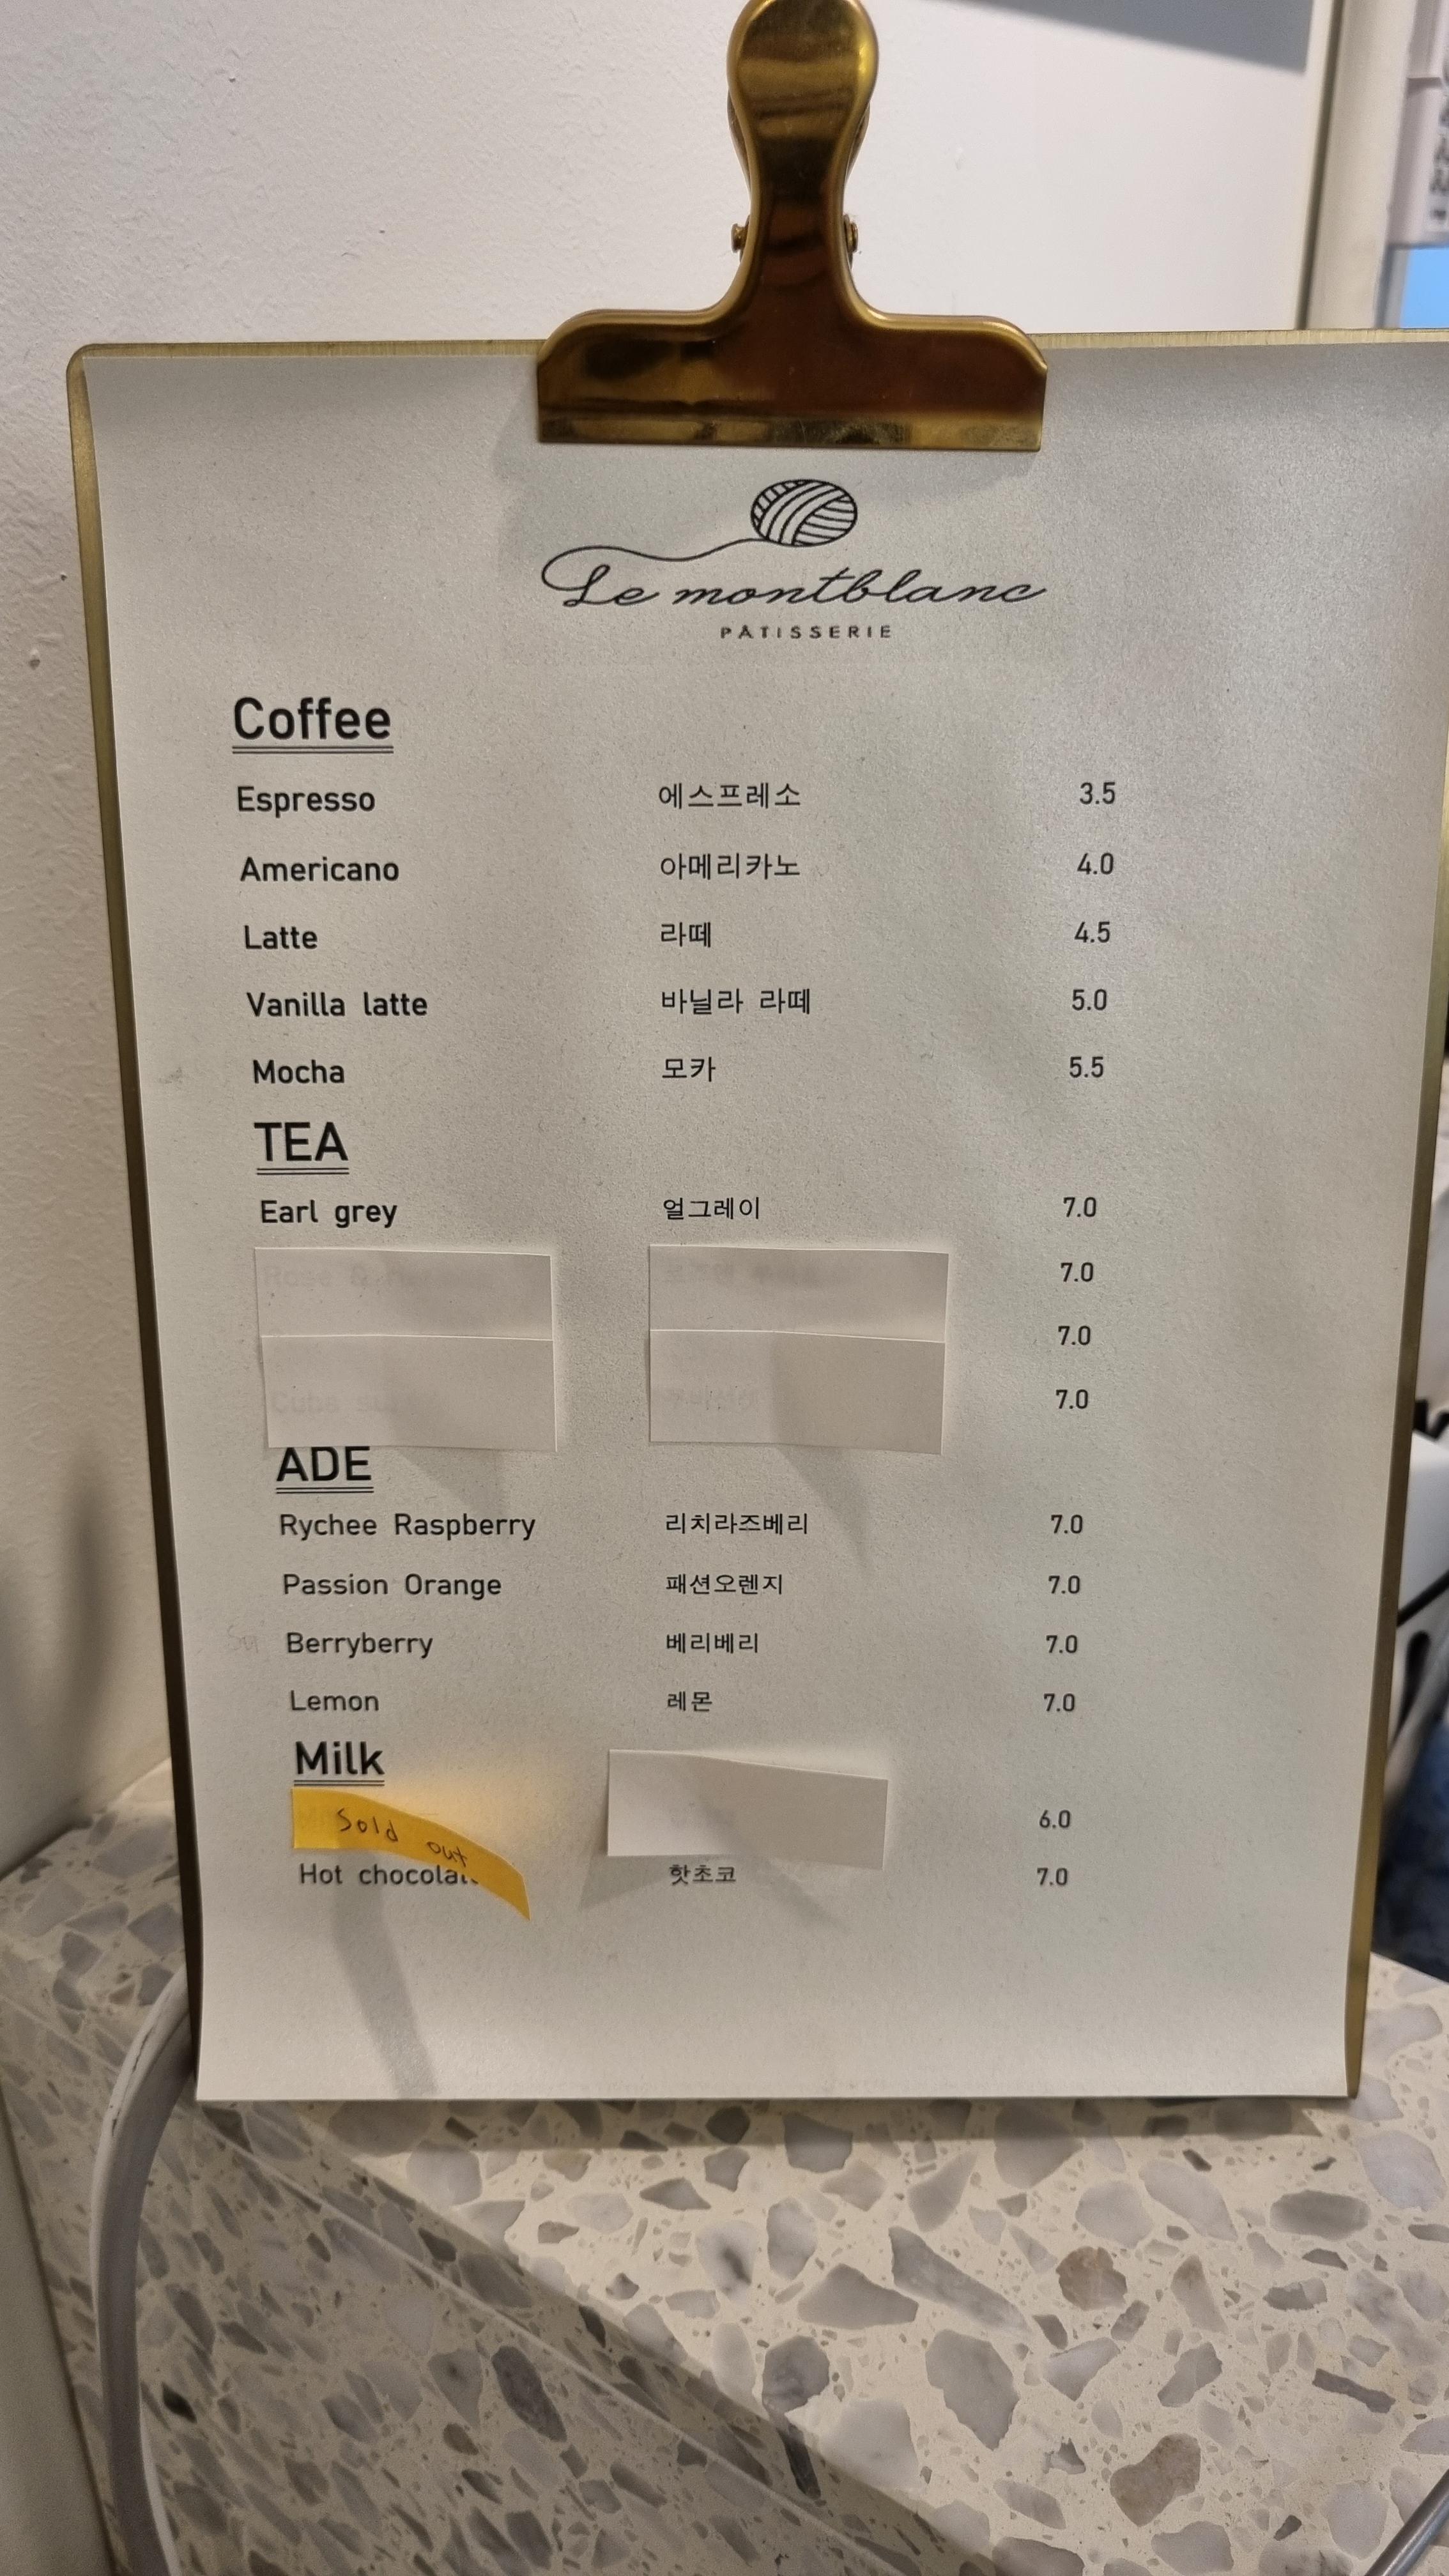 Le montblanc
PÂTISSERIE
Coffee
Espresso 에스프레소 3.5
Americano 아메리카노 4.0
Latte 라떼 4.5
Vanilla latte 바닐라 라떼 5.0
Mocha 모카 5.5
TEA
Earl grey 얼그레이 7.0
7.0
7.0
7.0
ADE
Rychee Raspberry 리치라즈베리 7.0
Passion Orange 패션오렌지 7.0
Berryberry 베리베리 7.0
Lemon 레몬 7.0
Milk
Sold out 6.0
Hot 핫초코 7.0